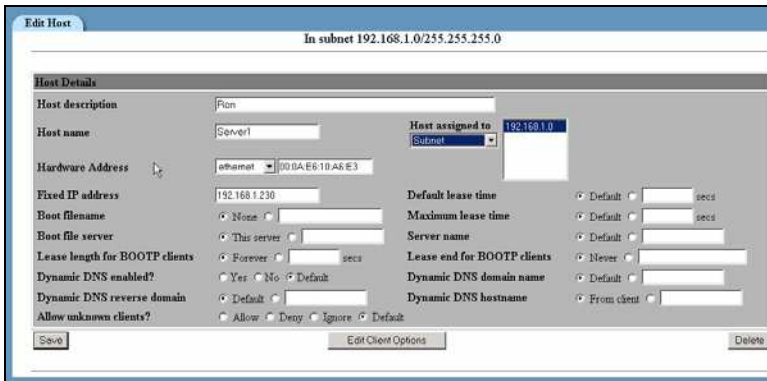 Edit Host
In subnet 192.168.1.0/255.255.255.0
Host Details
Host description Ron
Host name Server1 Host assigned to Subnet 192.168.1.0
Hardware Address ethernet 00:0A:E6:10:A6:E3
Fixed IP address 192.168.1.230 Default lease time Default secs
Boot filename None Maximum lease time Default secs
Boot file server This server Server name Default
Lease length for BOOTP clients Forever secs Lease end for BOOTP clients Never
Dynamic DNS enabled? Yes No Default Dynamic DNS domain name Default
Dynamic DNS reverse domain Default Dynamic DNS hostname From client
Allow unknown clients? Allow Deny Ignore Default
Save Edit Client Options Delete